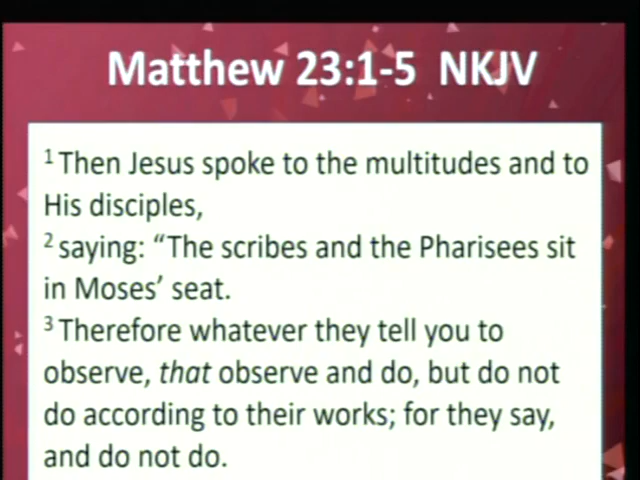 Matthew 23:1-5 NKJV
1 Then Jesus spoke to the multitudes and to
His disciples,
2 saying: “The scribes and the Pharisees sit
in Moses’ seat.
3 Therefore whatever they tell you to
observe, that observe and do, but do not
do according to their works; for they say,
and do not do.